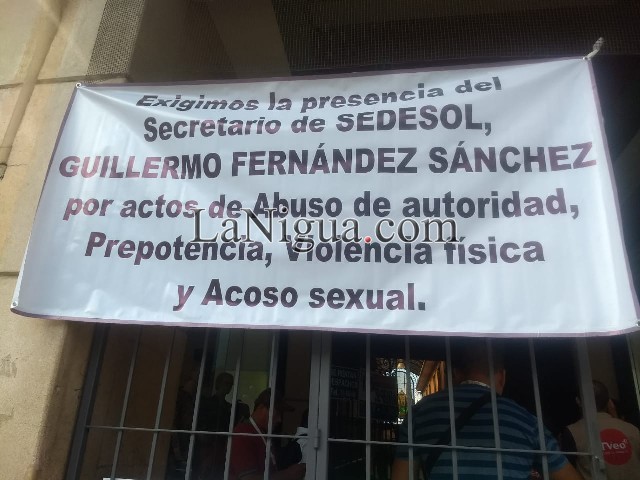 Exigimos la presencia del
Secretario de SEDESOL,
GUILLERMO FERNÁNDEZ SÁNCHEZ
por actos de Abuso de autoridad,
LaNigua.com
Prepotencia, Violencia física
y Acoso sexual.
TVeo